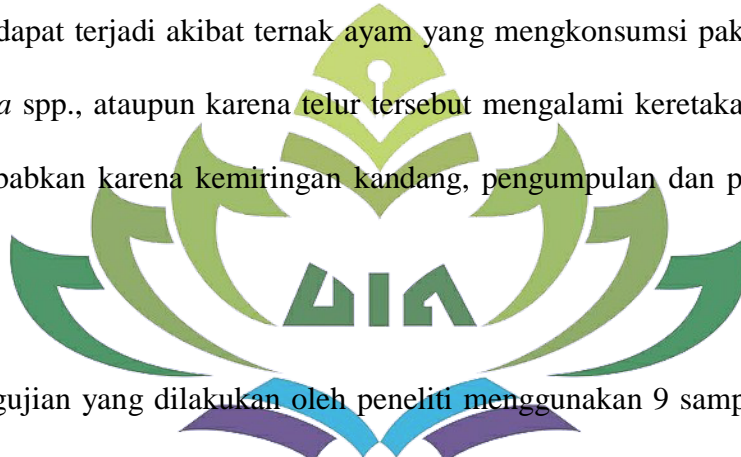 dapat terjadi akibat ternak ayam yang mengkonsumsi pak
a spp., ataupun karena telur tersebut mengalami keretaka
babkan karena kemiringan kandang, pengumpulan dan p
UIN
gujian yang dilakukan oleh peneliti menggunakan 9 samp